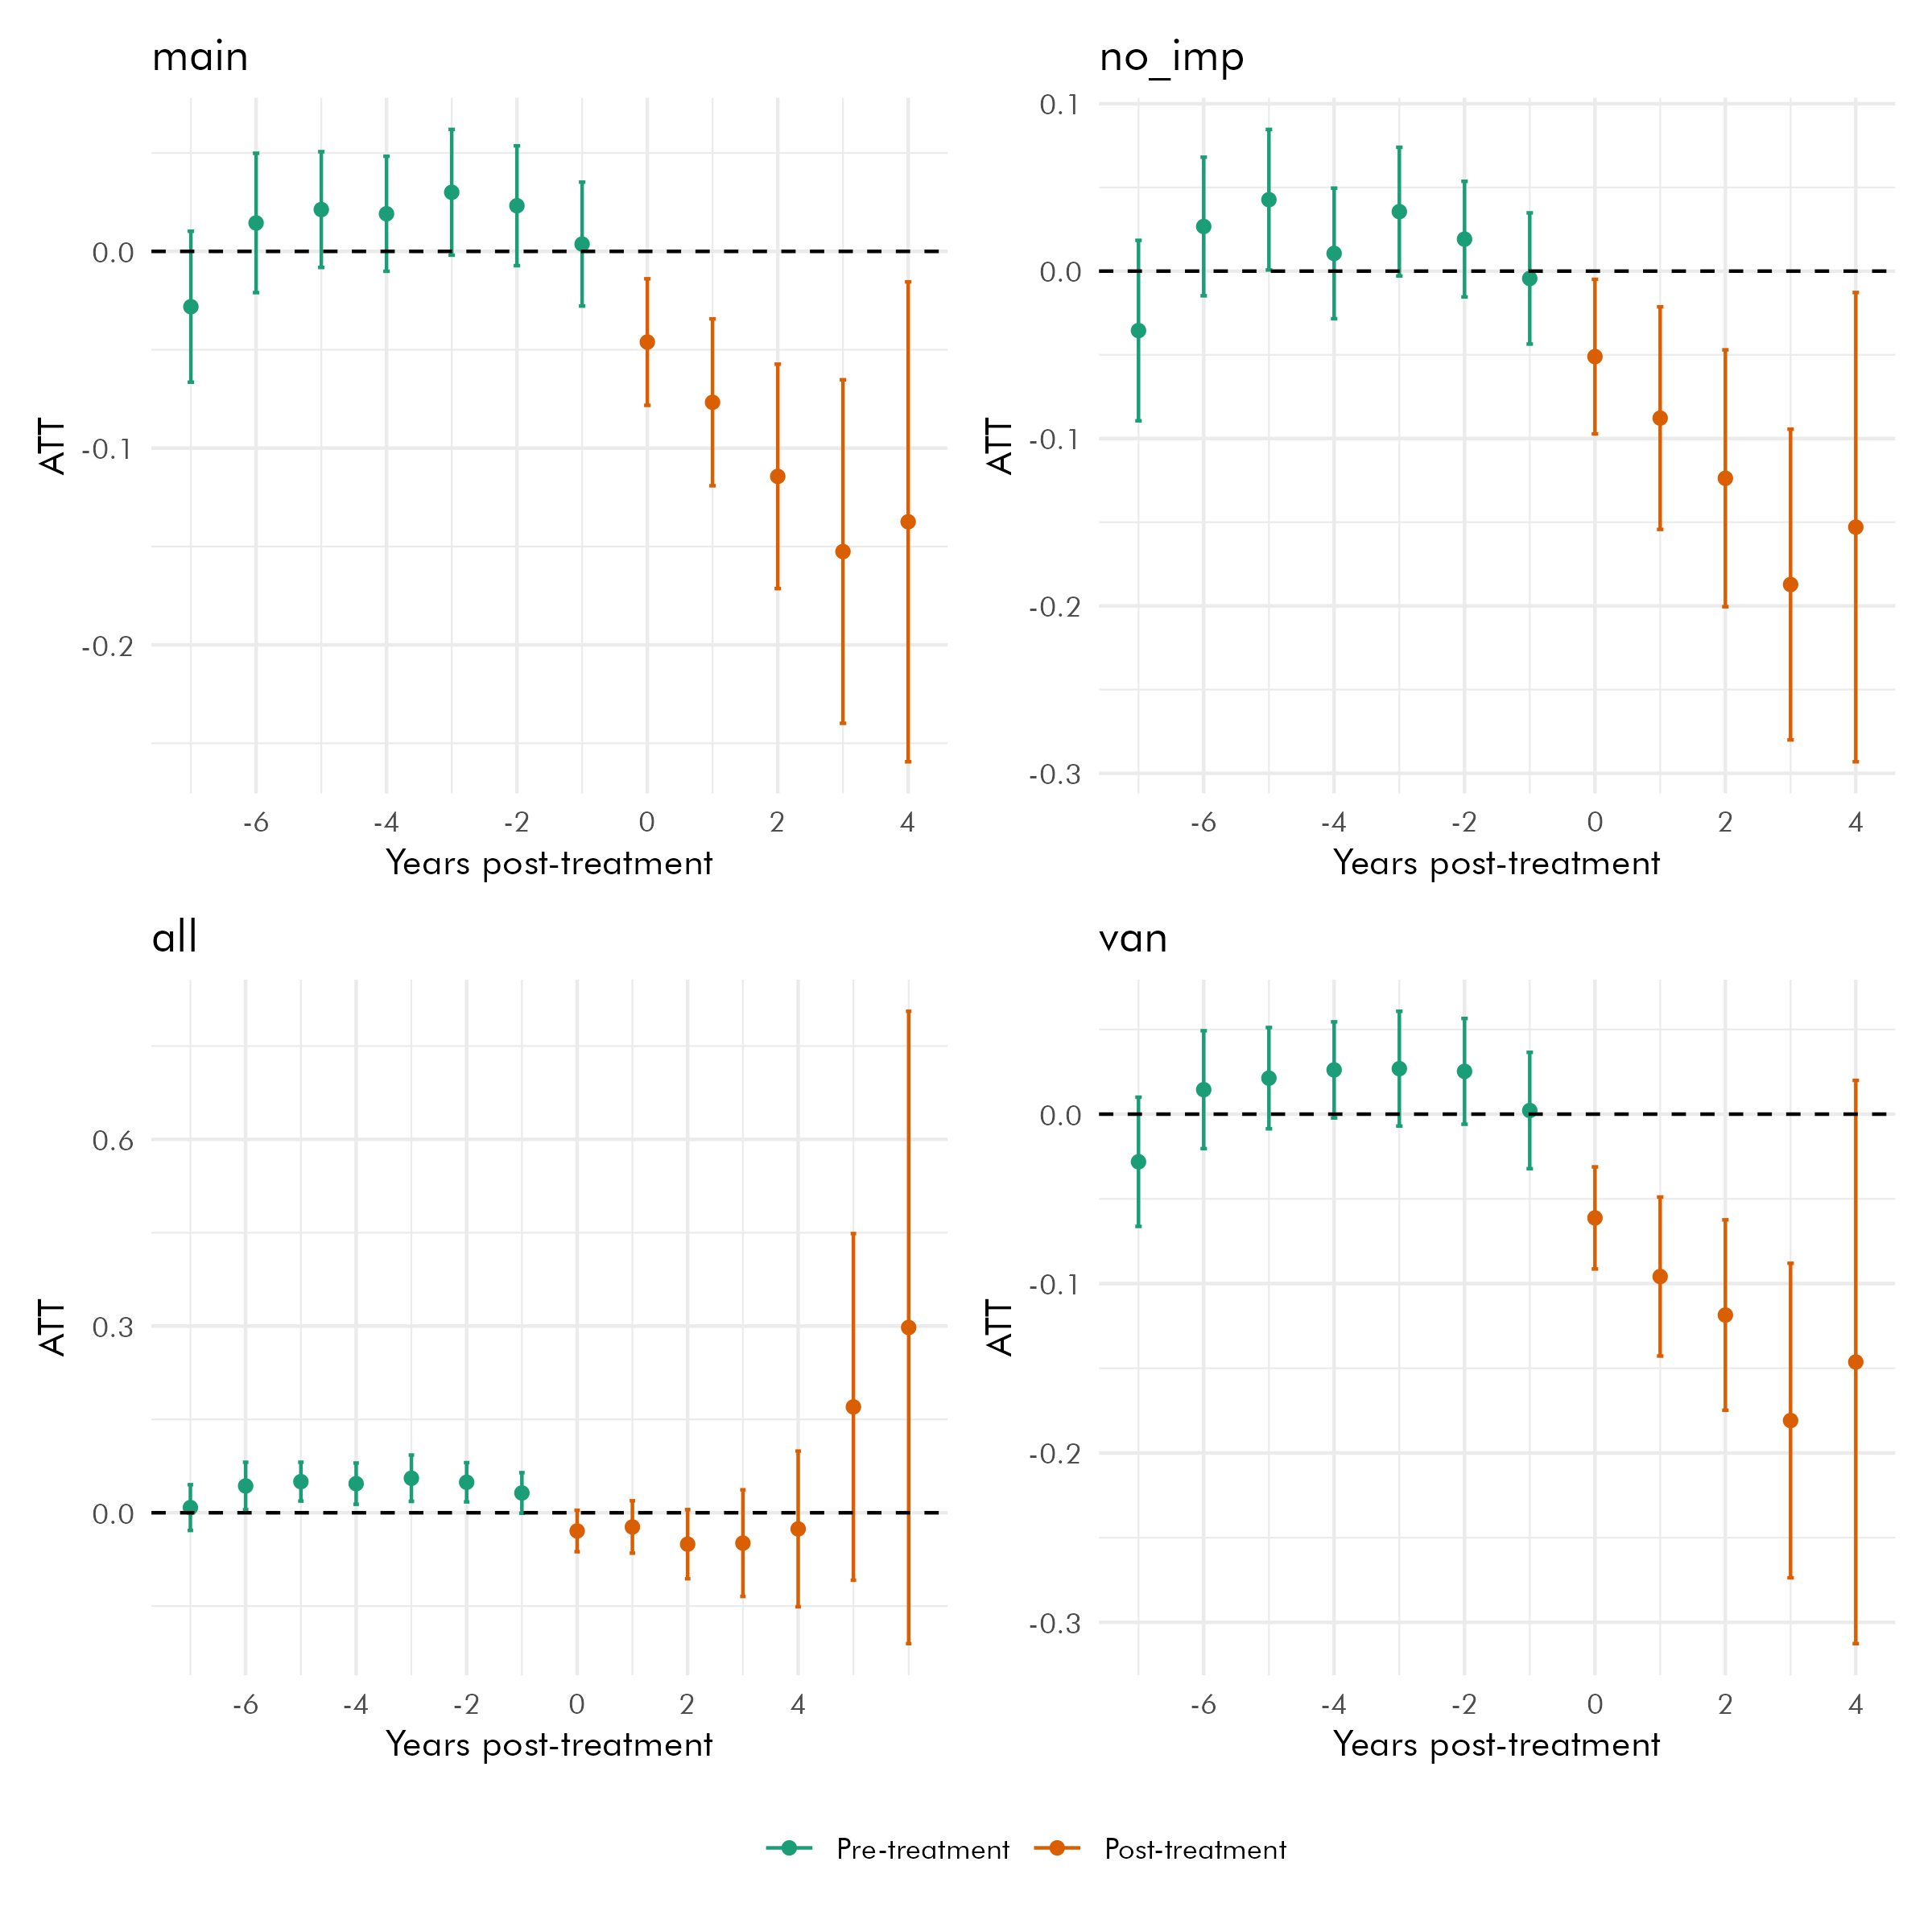 main
0.0
-0.1
-0.2
ATT
-6 -4 -2 0 2 4
Years post-treatment
no_imp
0.1
0.0
-0.1
-0.2
-0.3
ATT
-6 -4 -2 0 2 4
Years post-treatment
all
0.6
0.3
0.0
ATT
-6 -4 -2 0 2 4
Years post-treatment
van
0.0
-0.1
-0.2
-0.3
ATT
-6 -4 -2 0 2 4
Years post-treatment
Pre-treatment Post-treatment